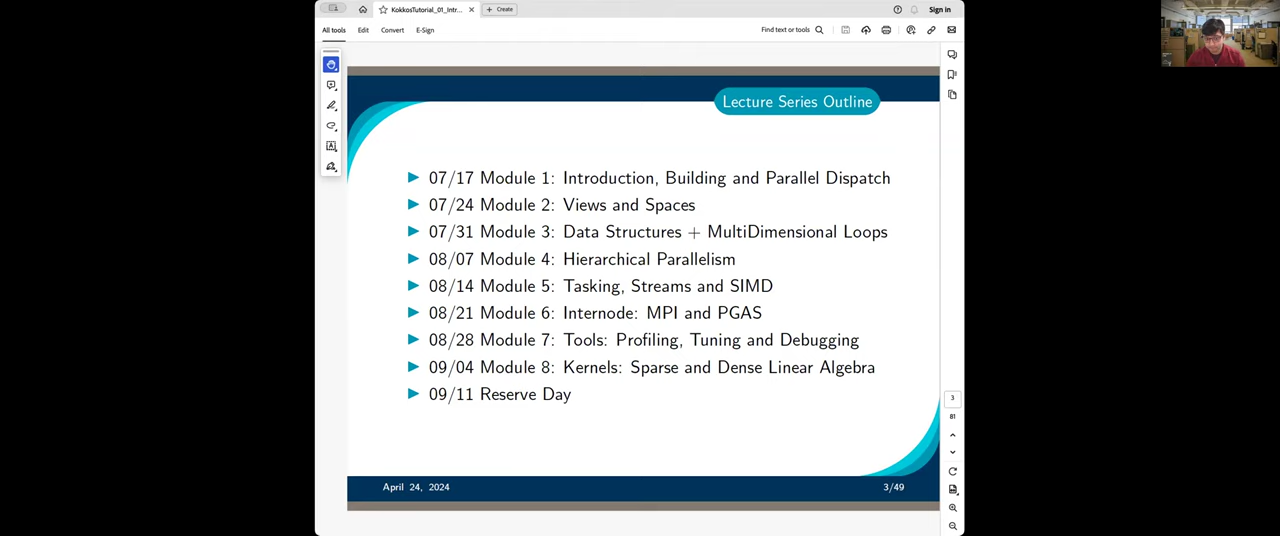 KokkosTutorial_01_Intr...
Create
Sign in
All tools
Edit
Convert
E-Sign
Find text or tools
Lecture Series Outline
07/17 Module 1: Introduction, Building and Parallel Dispatch
07/24 Module 2: Views and Spaces
07/31 Module 3: Data Structures + MultiDimensional Loops
08/07 Module 4: Hierarchical Parallelism
08/14 Module 5: Tasking, Streams and SIMD
08/21 Module 6: Internode: MPI and PGAS
08/28 Module 7: Tools: Profiling, Tuning and Debugging
09/04 Module 8: Kernels: Sparse and Dense Linear Algebra
09/11 Reserve Day
3
81
April 24, 2024
3/49